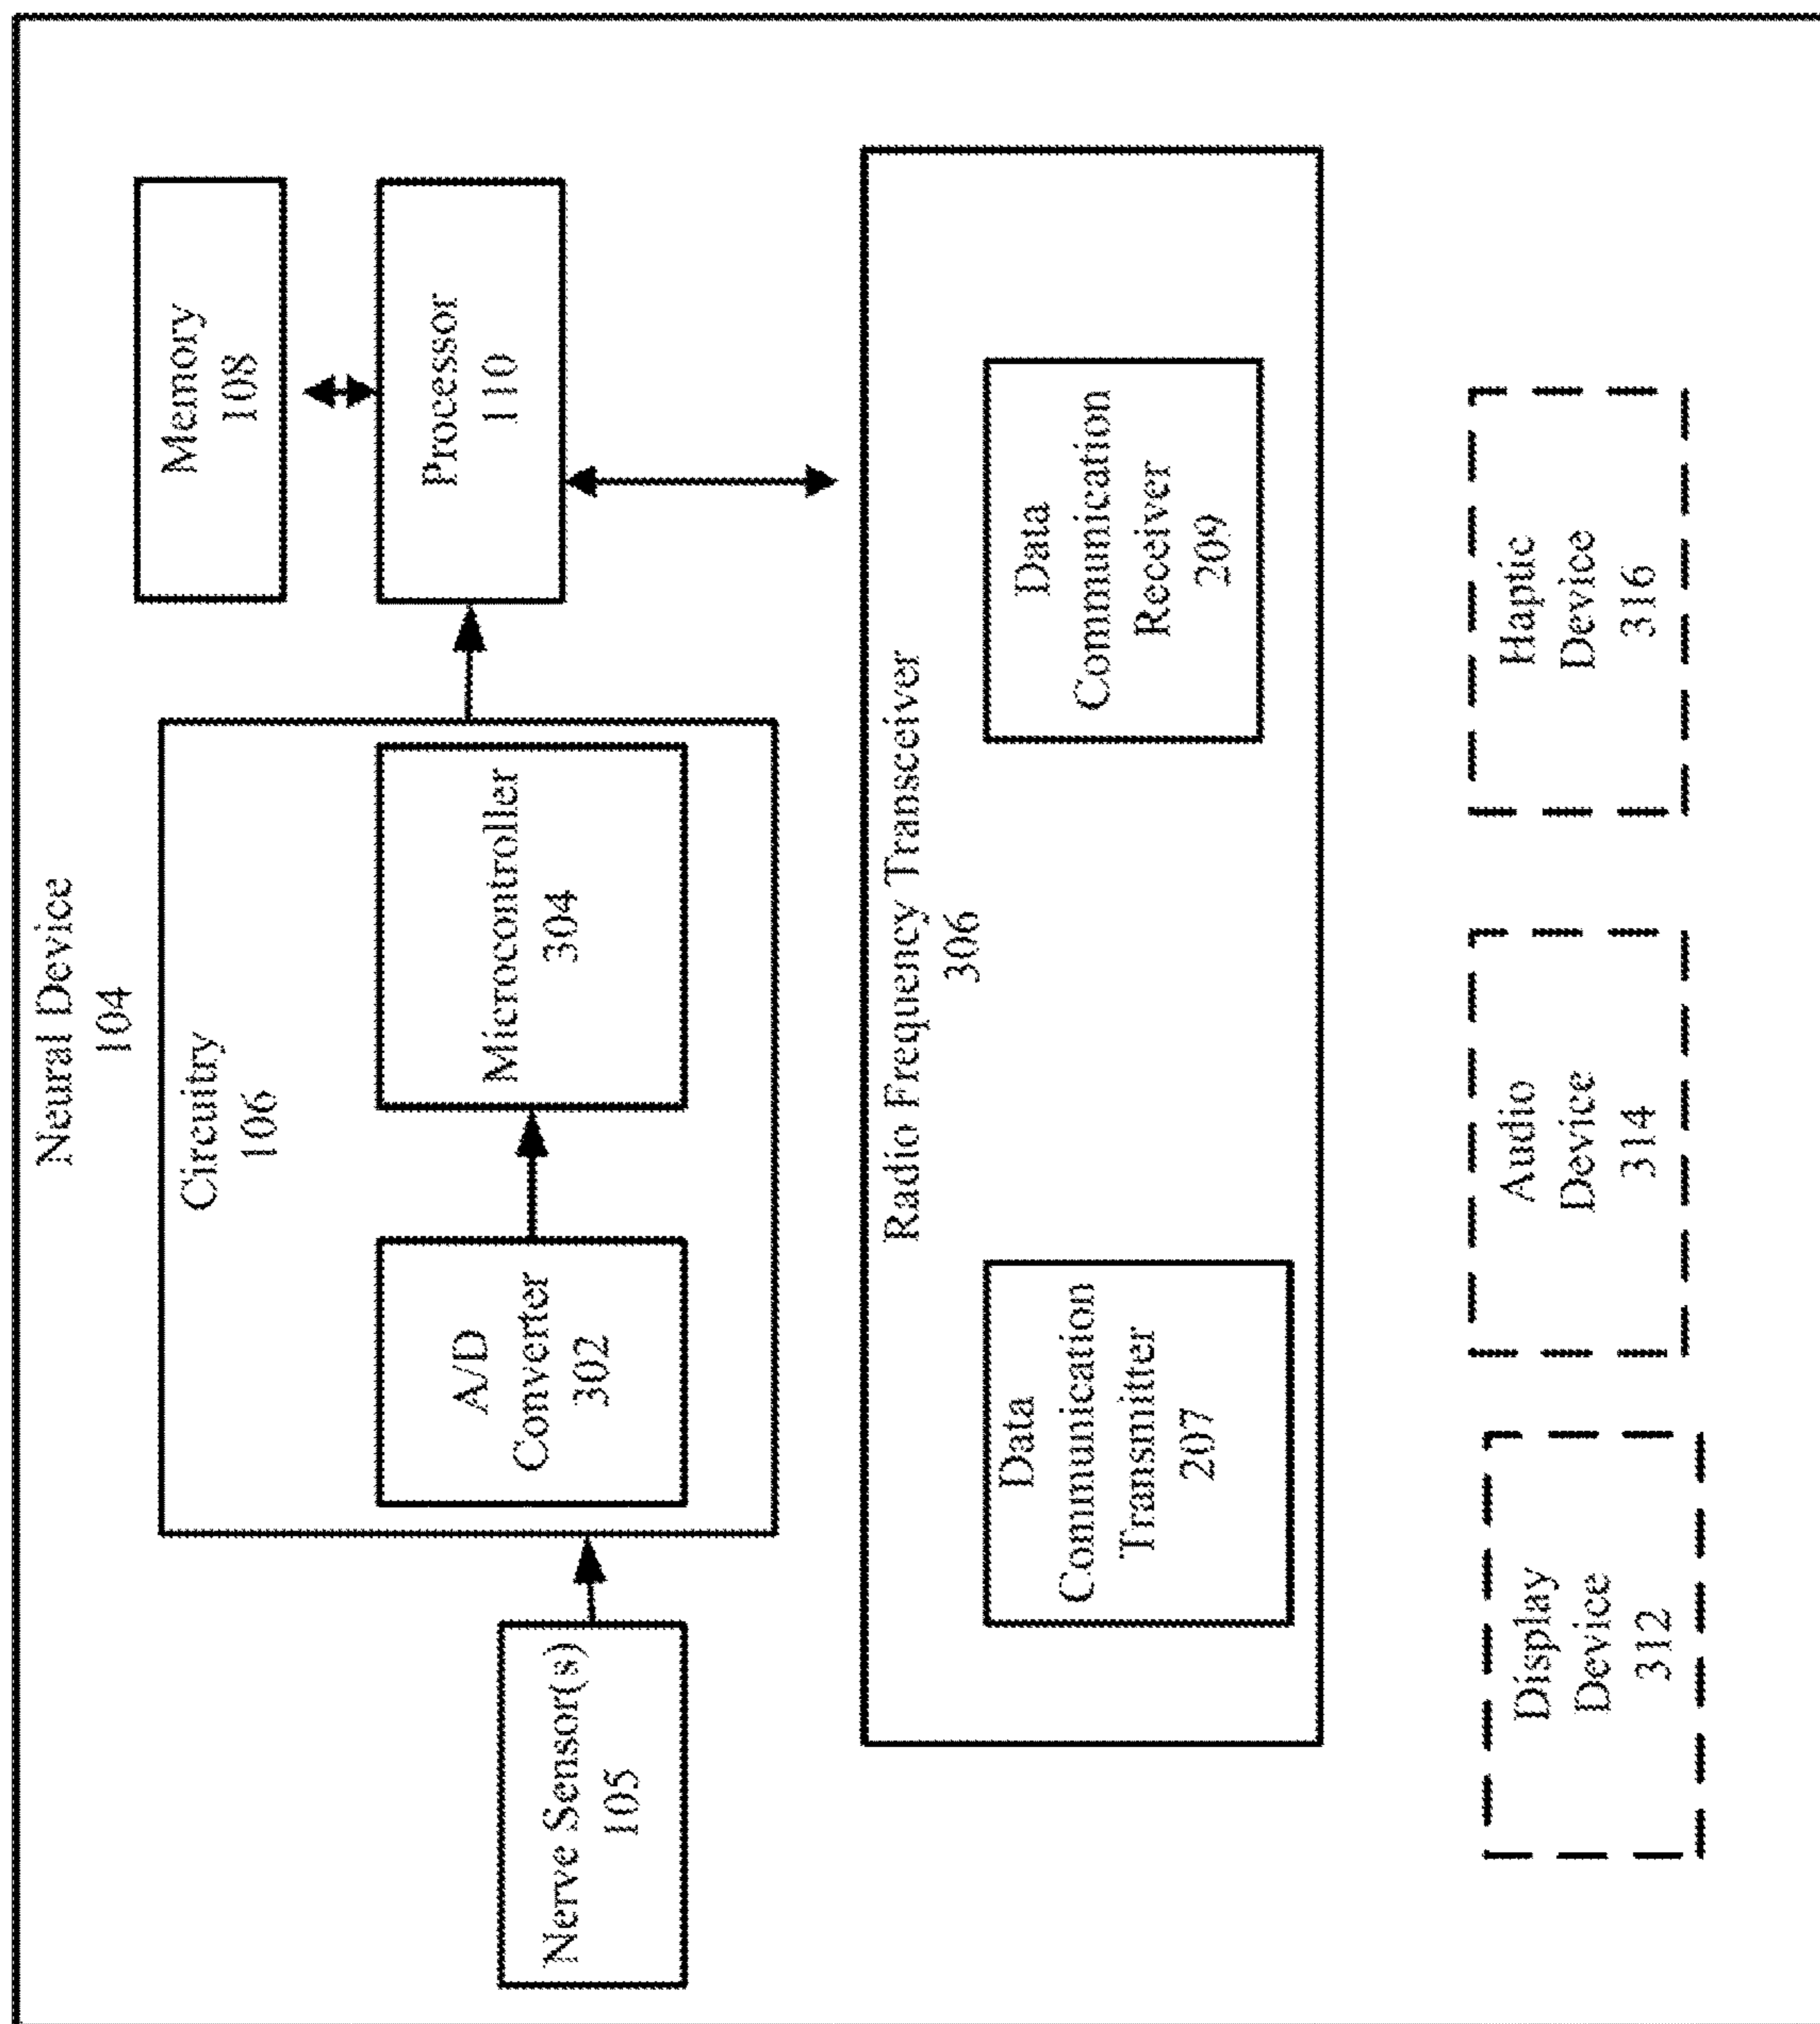 Neural Device
104
Circuitry
106
Memory
108
Nerve Sensor(s)
105
A/D
Converter
302
Microcontroller
304
Processor
110
Radio Frequency Transceiver
306
Data
Communication
Transmitter
207
Data
Communication
Receiver
209
Display
Device
312
Audio
Device
314
Haptic
Device
316